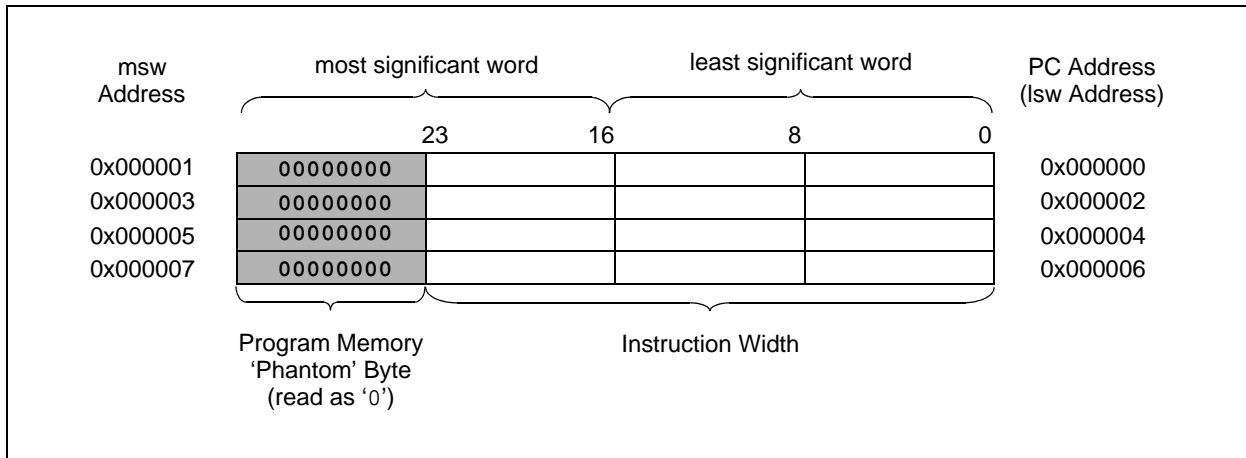 msw
Address
most significant word
least significant word
PC Address
(lsw Address)
23
16
8
0
0x000001
00000000
0x000000
0x000003
00000000
0x000002
0x000005
00000000
0x000004
0x000007
00000000
0x000006
Program Memory
‘Phantom’ Byte
(read as ‘0’)
Instruction Width